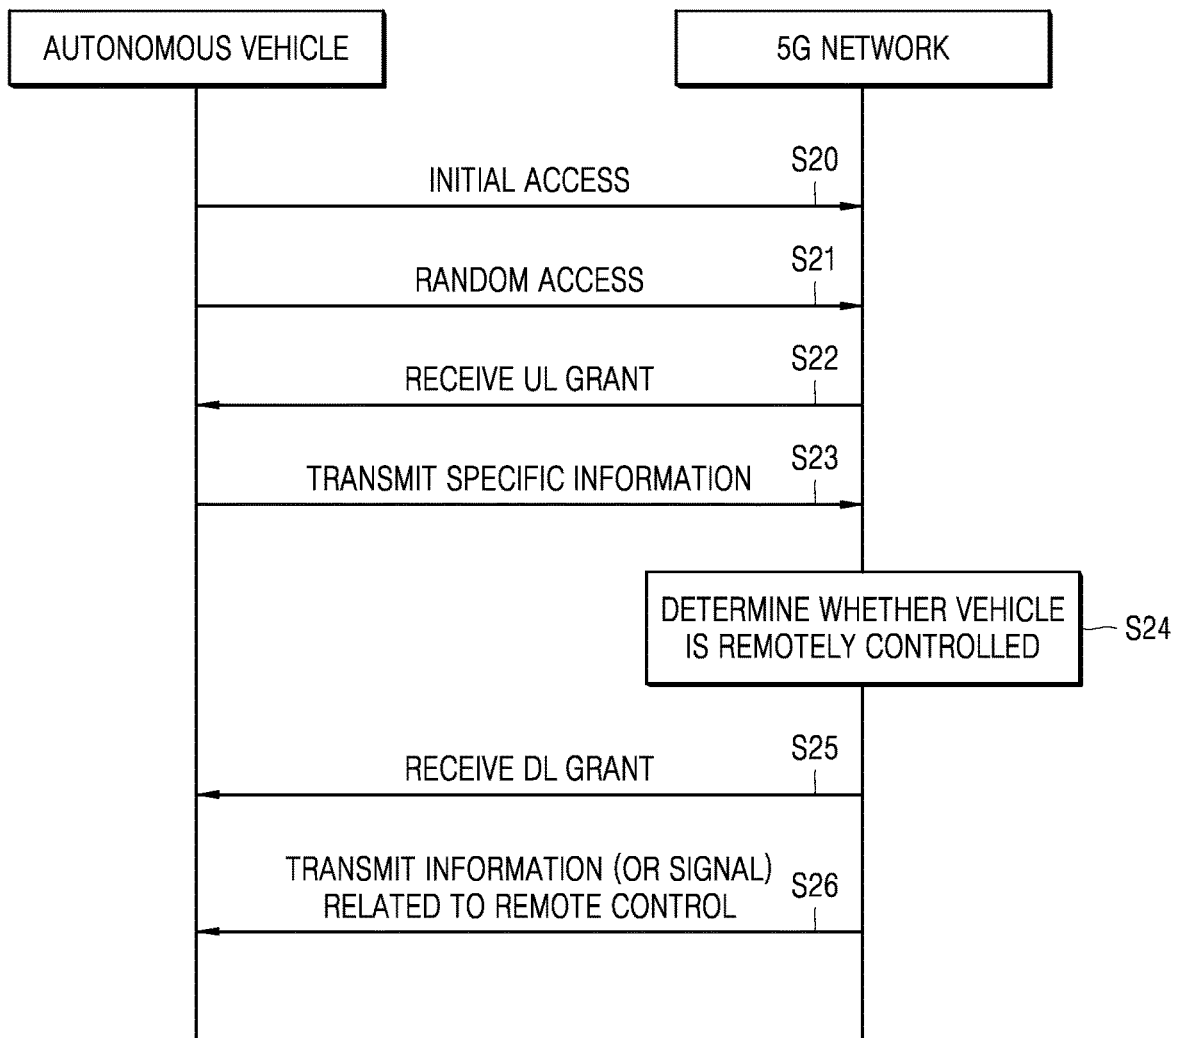 AUTONOMOUS VEHICLE
5G NETWORK
S20
INITIAL ACCESS
S21
RANDOM ACCESS
S22
RECEIVE UL GRANT
S23
TRANSMIT SPECIFIC INFORMATION
DETERMINE WHETHER VEHICLE
IS REMOTELY CONTROLLED
S24
S25
RECEIVE DL GRANT
TRANSMIT INFORMATION (OR SIGNAL)
RELATED TO REMOTE CONTROL
S26